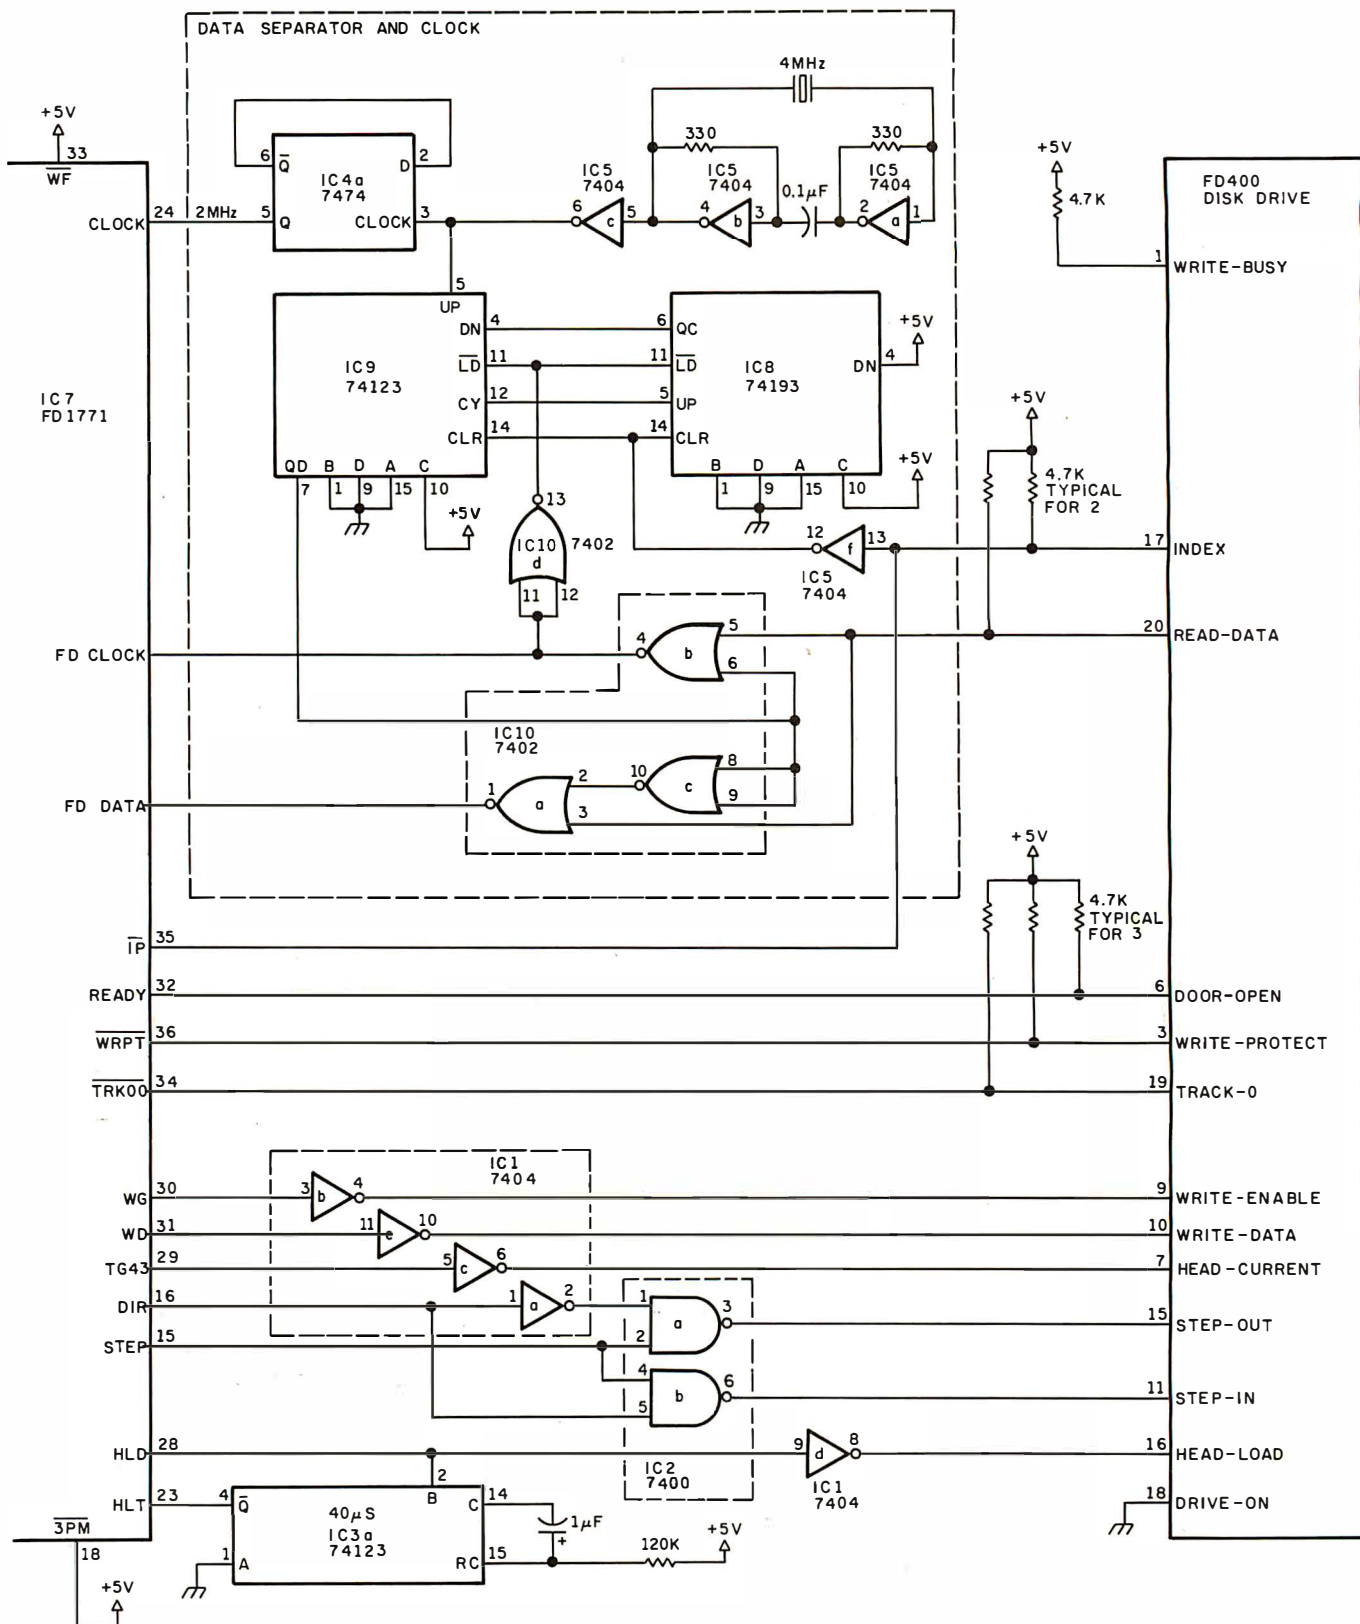 DATA SEPARATOR AND CLOCK
4MHz
+5V
33
W̅F̅
6
Q̅
D
2
IC4a
7474
330
330
+5V
4.7K
FD400
DISK DRIVE
IC5
7404
IC5
7404
0.1µF
IC5
7404
CLOCK
24
2MHz
5
Q
CLOCK
3
6
c
5
4
b
3
2
a
1
1
WRITE-BUSY
5
UP
DN
4
6
QC
+5V
IC7
FD1771
IC9
74123
L̅D̅
11
11
L̅D̅
IC8
74193
DN
4
CY
12
5
UP
CLR
14
14
CLR
+5V
QD
B
D
A
C
7
1
9
15
10
+5V
B
D
A
C
1
9
15
10
+5V
4.7K
TYPICAL
FOR 2
13
IC10
d
7402
11
12
12
f
13
IC5
7404
17
INDEX
FD CLOCK
4
b
5
6
20
READ-DATA
IC10
7402
FD DATA
1
a
2
3
10
c
8
9
+5V
4.7K
TYPICAL
FOR 3
I̅P̅
35
READY
32
6
DOOR-OPEN
W̅R̅P̅T̅
36
3
WRITE-PROTECT
T̅R̅K̅0̅0̅
34
19
TRACK-0
IC1
7404
WG
30
3
b
4
9
WRITE-ENABLE
WD
31
11
e
10
10
WRITE-DATA
TG43
29
5
c
6
7
HEAD-CURRENT
DIR
16
1
a
2
1
a
3
15
STEP-OUT
STEP
15
2
4
b
6
5
11
STEP-IN
HLD
28
9
d
8
16
HEAD-LOAD
IC2
7400
IC1
7404
HLT
23
4
Q̅
2
B
C
14
1µF
40µS
IC3a
74123
18
DRIVE-ON
3̅P̅M̅
18
1
A
RC
15
120K
+5V
+5V